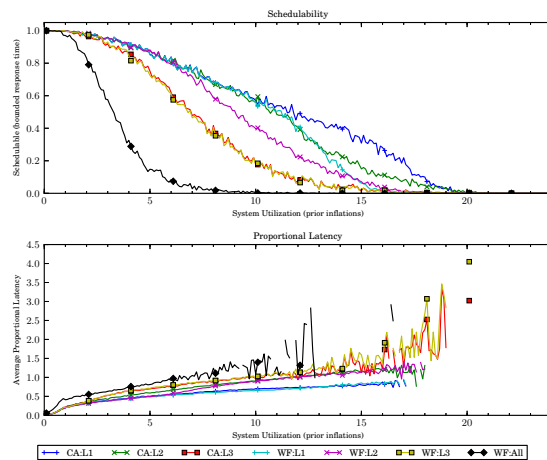 Schedulability
1.0
0.8
0.6
0.4
0.2
0.0
Schedulable (bounded response time)
0 5 10 15 20
System Utilization (prior inflations)
Proportional Latency
4.5
4.0
3.5
3.0
2.5
2.0
1.5
1.0
0.5
0.0
Average Proportional Latency
0 5 10 15 20
System Utilization (prior inflations)
CA:L1 CA:L2 CA:L3 WF:L1 WF:L2 WF:L3 WF:All